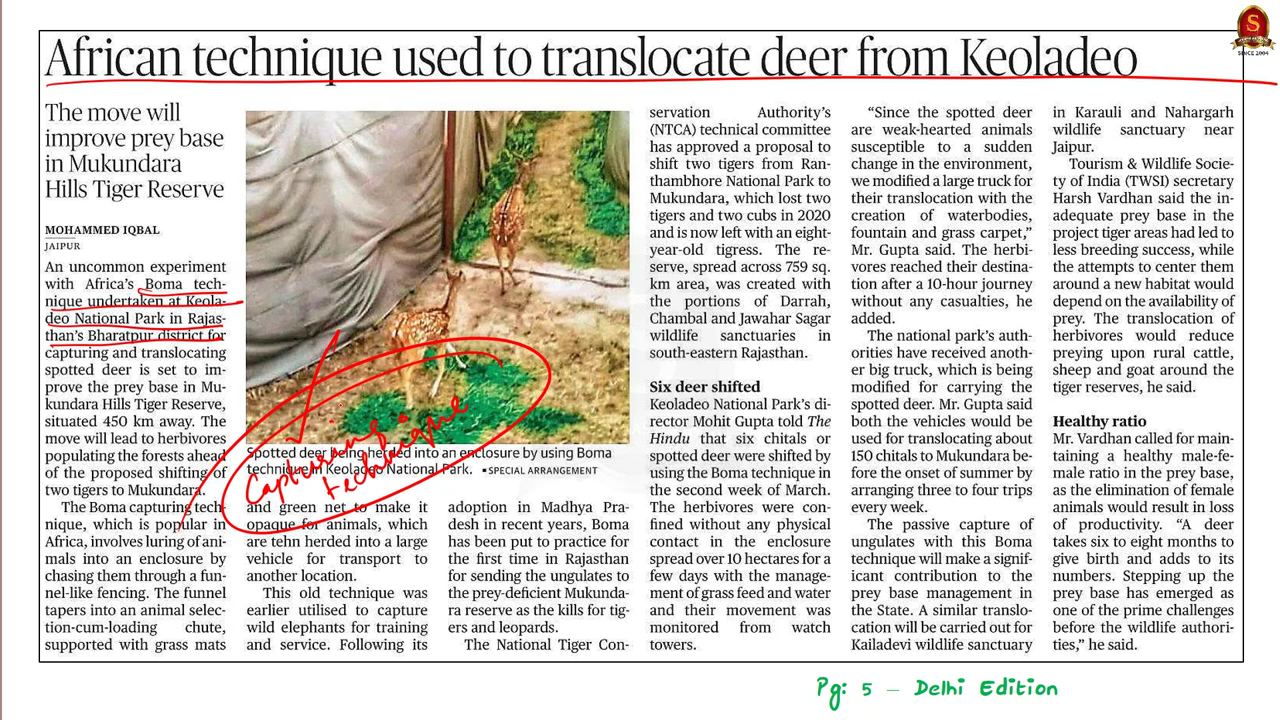 S
SINCE 2004
African technique used to translocate deer from Keoladeo
The move will
improve prey base
in Mukundara
Hills Tiger Reserve
MOHAMMED IQBAL
JAIPUR
An uncommon experiment
with Africa's Boma tech-
nique undertaken at Keola-
deo National Park in Rajas-
than's Bharatpur district for
capturing and translocating
spotted deer is set to im-
prove the prey base in Mu-
kundara Hills Tiger Reserve,
situated 450 km away. The
move will lead to herbivores
populating the forests ahead
of the proposed shifting of
two tigers to Mukundara.
The Boma capturing tech-
nique, which is popular in
Africa, involves luring of ani-
mals into an enclosure by
chasing them through a fun-
nel-like fencing. The funnel
tapers into an animal selec-
tion-cum-loading chute,
supported with grass mats
Capturing
technique
Spotted deer being herded into an enclosure by using Boma
technique in Keoladeo National Park. ▪ SPECIAL ARRANGEMENT
and green net to make it
opaque for animals, which
are tehn herded into a large
vehicle for transport to
another location.
This old technique was
earlier utilised to capture
wild elephants for training
and service. Following its
adoption in Madhya Pra-
desh in recent years, Boma
has been put to practice for
the first time in Rajasthan
for sending the ungulates to
the prey-deficient Mukunda-
ra reserve as the kills for tig-
ers and leopards.
The National Tiger Con-
servation Authority's
(NTCA) technical committee
has approved a proposal to
shift two tigers from Ran-
thambhore National Park to
Mukundara, which lost two
tigers and two cubs in 2020
and is now left with an eight-
year-old tigress. The re-
serve, spread across 759 sq.
km area, was created with
the portions of Darrah,
Chambal and Jawahar Sagar
wildlife sanctuaries in
south-eastern Rajasthan.
Six deer shifted
Keoladeo National Park's di-
rector Mohit Gupta told The
Hindu that six chitals or
spotted deer were shifted by
using the Boma technique in
the second week of March.
The herbivores were con-
fined without any physical
contact in the enclosure
spread over 10 hectares for a
few days with the manage-
ment of grass feed and water
and their movement was
monitored from watch
towers.
"Since the spotted deer
are weak-hearted animals
susceptible to a sudden
change in the environment,
we modified a large truck for
their translocation with the
creation of waterbodies,
fountain and grass carpet,"
Mr. Gupta said. The herbi-
vores reached their destina-
tion after a 10-hour journey
without any casualties, he
added.
The national park's auth-
orities have received anoth-
er big truck, which is being
modified for carrying the
spotted deer. Mr. Gupta said
both the vehicles would be
used for translocating about
150 chitals to Mukundara be-
fore the onset of summer by
arranging three to four trips
every week.
The passive capture of
ungulates with this Boma
technique will make a signif-
icant contribution to the
prey base management in
the State. A similar translo-
cation will be carried out for
Kailadevi wildlife sanctuary
in Karauli and Nahargarh
wildlife sanctuary near
Jaipur.
Tourism & Wildlife Socie-
ty of India (TWSI) secretary
Harsh Vardhan said the in-
adequate prey base in the
project tiger areas had led to
less breeding success, while
the attempts to center them
around a new habitat would
depend on the availability of
prey. The translocation of
herbivores would reduce
preying upon rural cattle,
sheep and goat around the
tiger reserves, he said.
Healthy ratio
Mr. Vardhan called for main-
taining a healthy male-fe-
male ratio in the prey base,
as the elimination of female
animals would result in loss
of productivity. "A deer
takes six to eight months to
give birth and adds to its
numbers. Stepping up the
prey base has emerged as
one of the prime challenges
before the wildlife authori-
ties," he said.
Pg: 5 – Delhi Edition